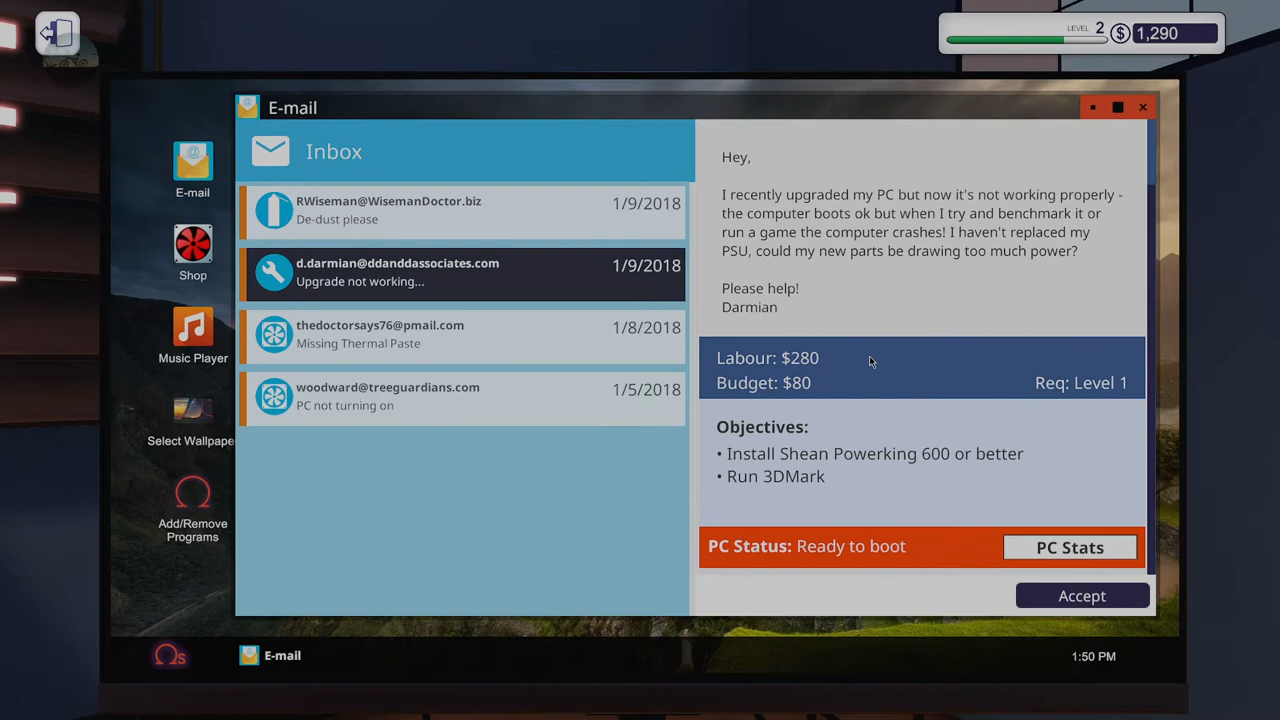 LEVEL 2
$ 1,290
E-mail
E-mail
Shop
Music Player
Select Wallpape
Add/Remove
Programs
Inbox
RWiseman@WisemanDoctor.biz
1/9/2018
De-dust please
d.darmian@ddandassociates.com
1/9/2018
Upgrade not working...
thedoctorsays76@pmail.com
1/8/2018
Missing Thermal Paste
woodward@treeguardians.com
1/5/2018
PC not turning on
Hey,
I recently upgraded my PC but now it's not working properly -
the computer boots ok but when I try and benchmark it or
run a game the computer crashes! I haven't replaced my
PSU, could my new parts be drawing too much power?
Please help!
Darmian
Labour: $280
Budget: $80
Req: Level 1
Objectives:
• Install Shean Powerking 600 or better
• Run 3DMark
PC Status: Ready to boot
PC Stats
Accept
Ωs
E-mail
1:50 PM